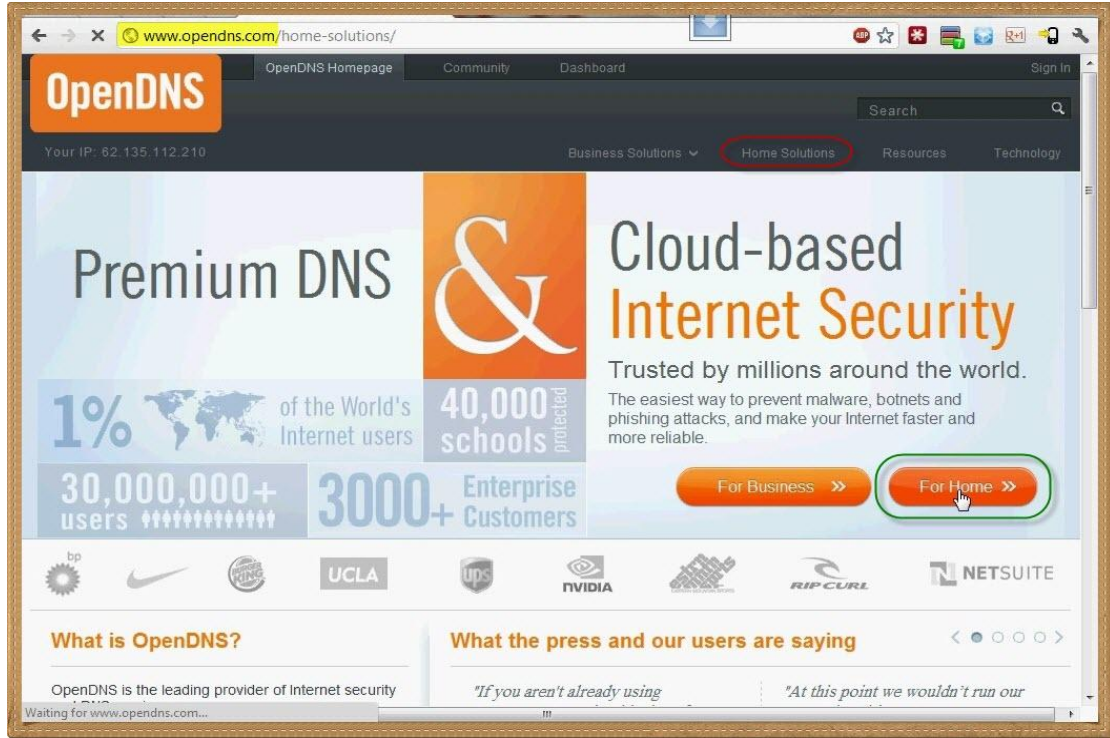 www.opendns.com/home-solutions/
OpenDNS
OpenDNS Homepage
Community
Dashboard
Sign In
Search
Your IP: 62.135.112.210
Business Solutions
Home Solutions
Resources
Technology
Premium DNS
&
Cloud-based
Internet Security
Trusted by millions around the world.
The easiest way to prevent malware, botnets and
phishing attacks, and make your Internet faster and
more reliable.
1%
of the World's
Internet users
40,000
schools
protected
30,000,000+
users
3000+
Enterprise
Customers
For Business »
For Home »
bp
BURGER
KING
UCLA
ups
NVIDIA
RIP CURL
N NETSUITE
What is OpenDNS?
What the press and our users are saying
OpenDNS is the leading provider of Internet security
"If you aren't already using
"At this point we wouldn't run our
Waiting for www.opendns.com...